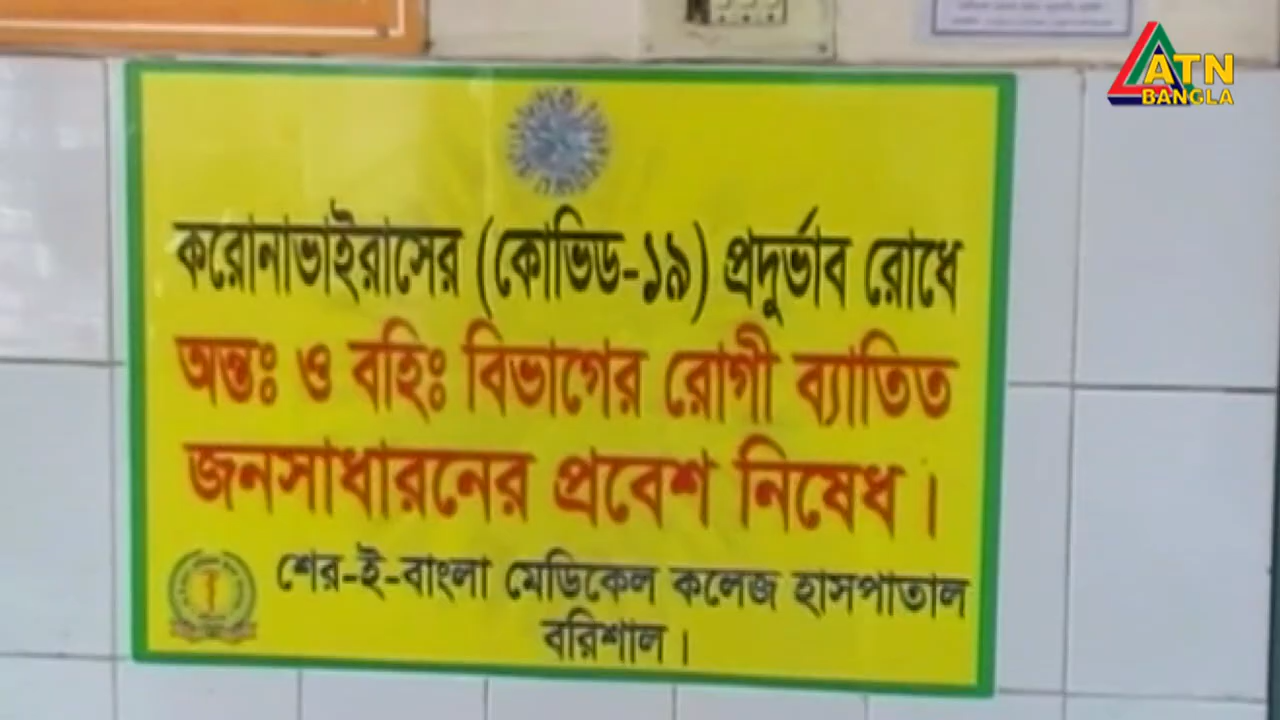 ATN
BANGLA
করোনাভাইরাসের (কোভিড-১৯) প্রদুর্ভাব রোধে
অন্তঃ ও বহিঃ বিভাগের রোগী ব্যাতিত
জনসাধারনের প্রবেশ নিষেধ।
শের-ই-বাংলা মেডিকেল কলেজ হাসপাতাল
বরিশাল।